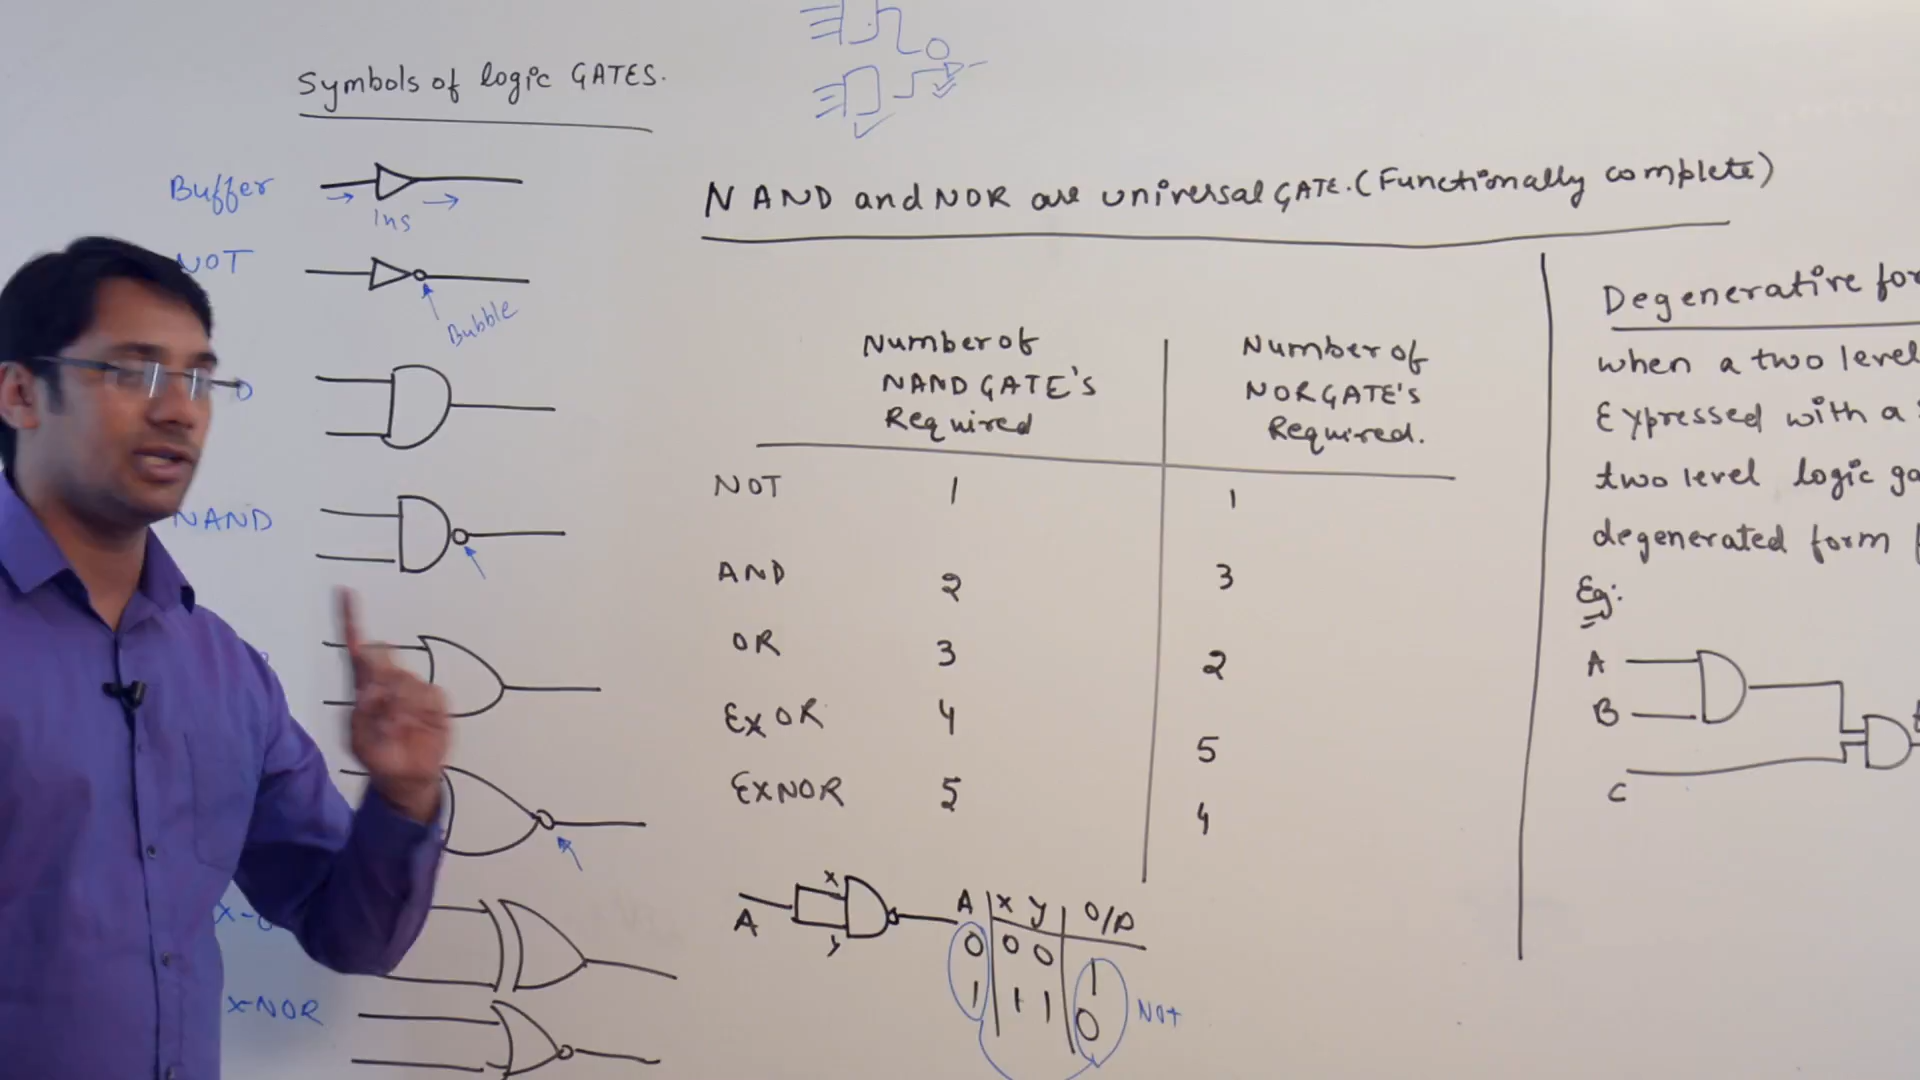 Symbols of logic GATES.
Buffer
1ns
NOT
Bubble
D
NAND
R
X-
X-NOR
NAND and NOR are universal GATE. (Functionally complete)
Number of
NAND GATE'S
Required
Number of
NOR GATE'S
Required.
NOT 1 1
AND 2 3
OR 3 2
EXOR 4 5
EXNOR 5 4
A
x
y
A x y O/P
0 0 0 1
1 1 1 0
NOT
Degenerative for
when a two level
Expressed with a
two level logic ga
degenerated form
Eg:
A
B
C